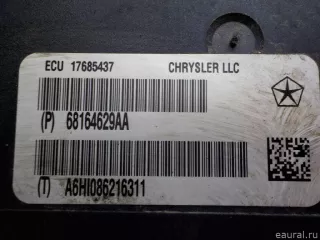 ECU 17685437 CHRYSLER LLC
(P) 68164629AA
(T) A6HI086216311
© eaural.ru